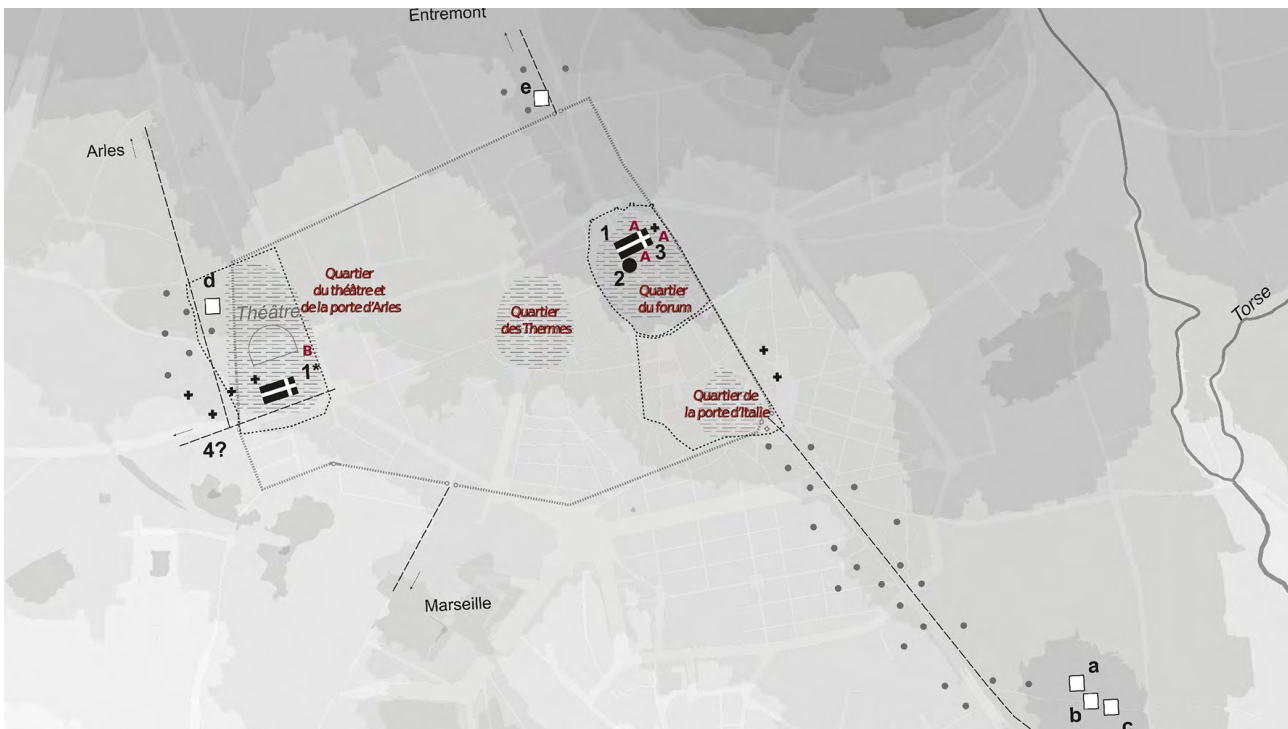 Entremont
e
Arles
A
1
A
3
A
2
d
Quartier
du théâtre et
de la porte d'Arles
Théâtre
Quartier
du forum
Quartier
des Thermes
Torse
B
1*
Quartier de
la porte d'Italie
4?
Marseille
a
b
c